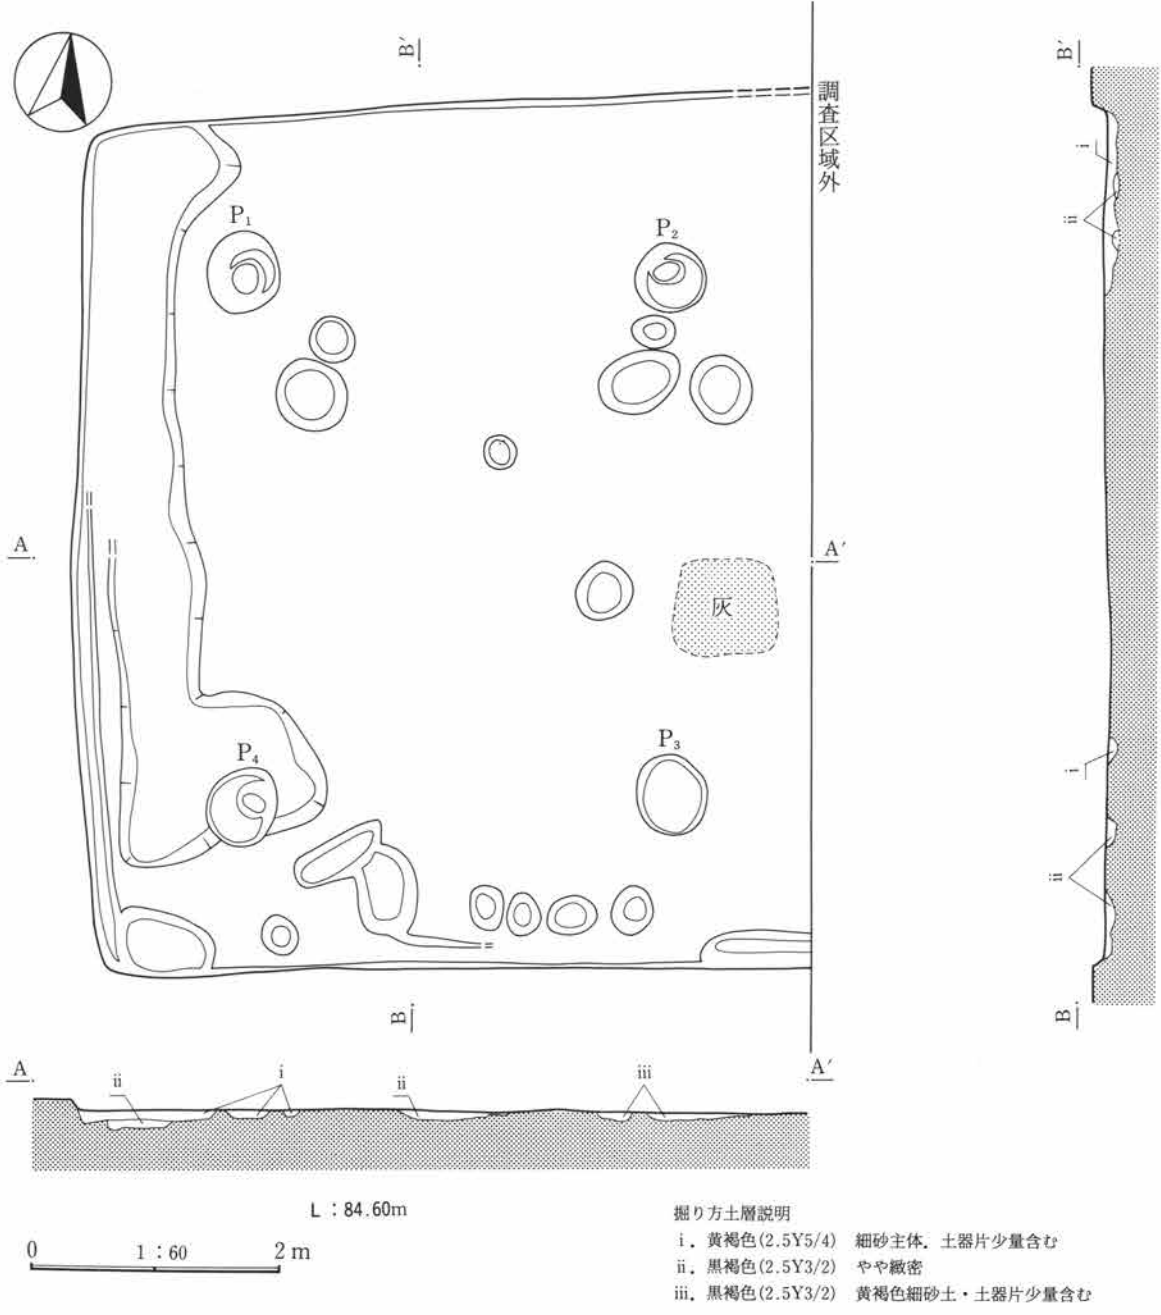 B′
B′
調査区域外
P₁
P₂
i
ii
A
A′
灰
P₄
P₃
i
ii
B
B
A
A′
ii
i
ii
iii
L：84.60m
掘り方土層説明
i．黄褐色(2.5Y5/4)　細砂主体．土器片少量含む
0　1：60　2 m
ii．黒褐色(2.5Y3/2)　やや緻密
iii．黒褐色(2.5Y3/2)　黄褐色細砂土・土器片少量含む